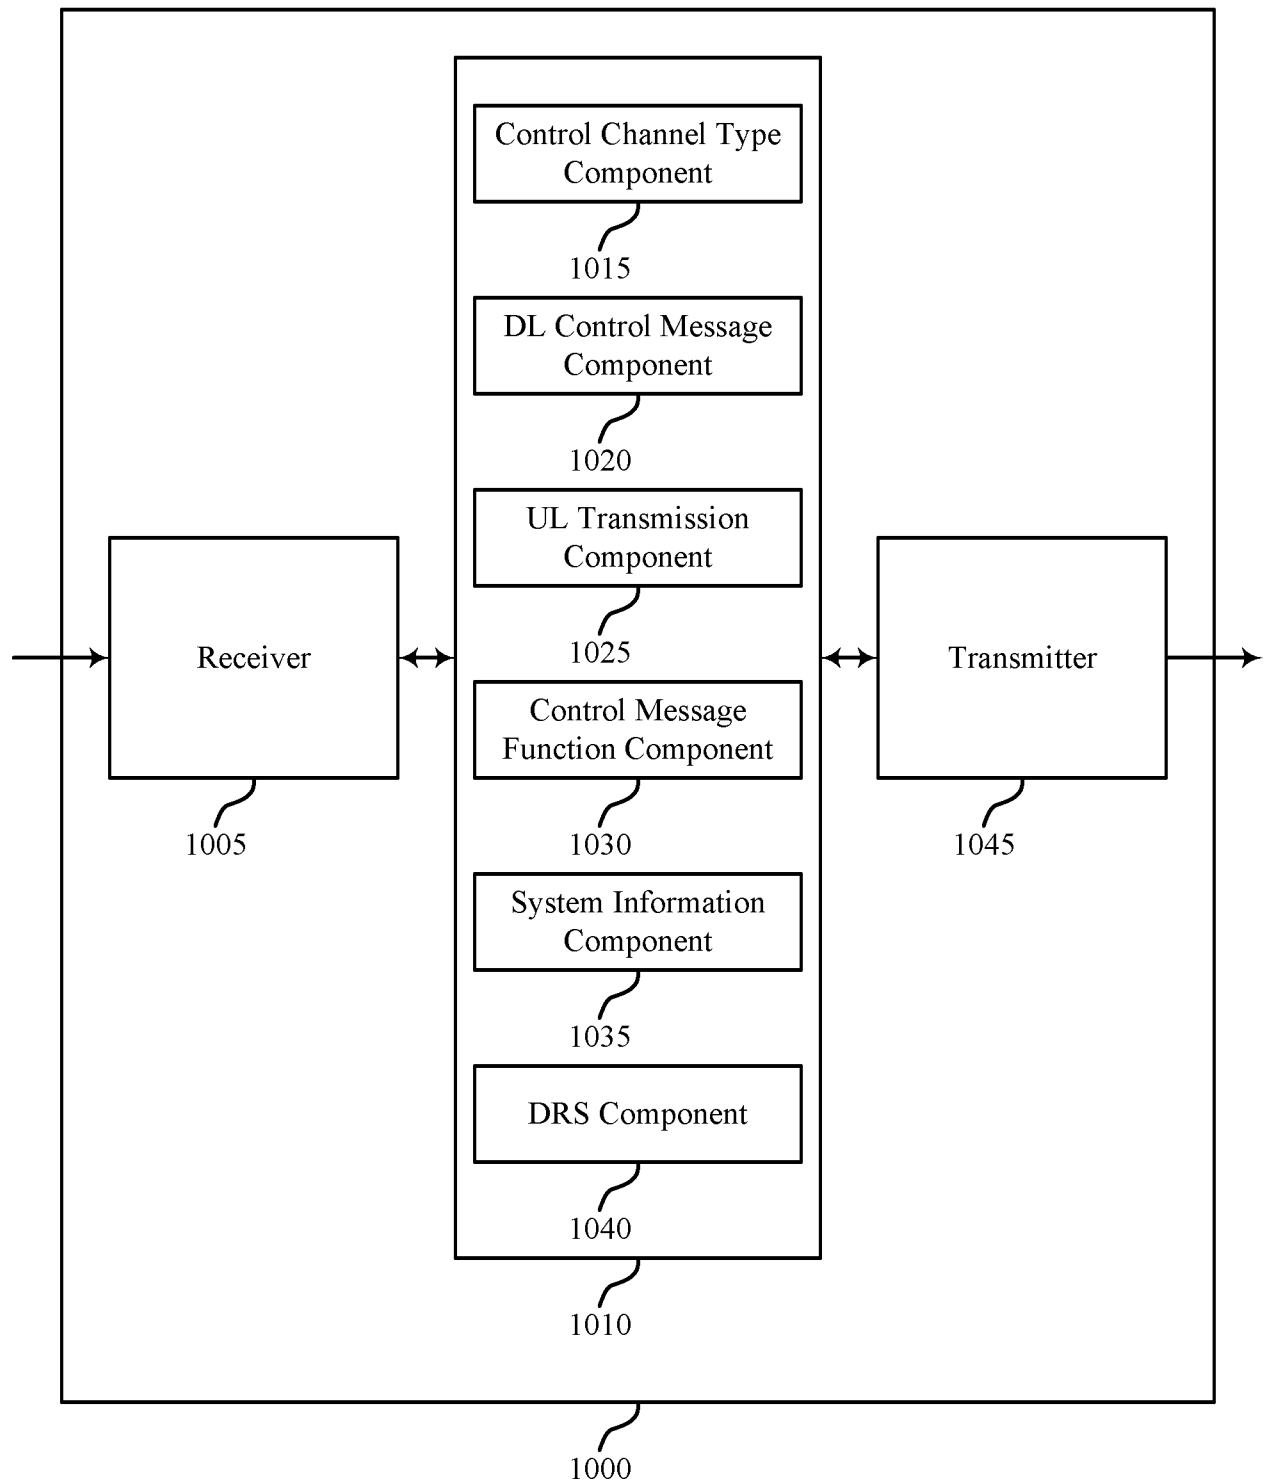 Control Channel Type
Component
1015
DL Control Message
Component
1020
UL Transmission
Component
1025
Receiver
1005
Control Message
Function Component
1030
Transmitter
1045
System Information
Component
1035
DRS Component
1040
1010
1000